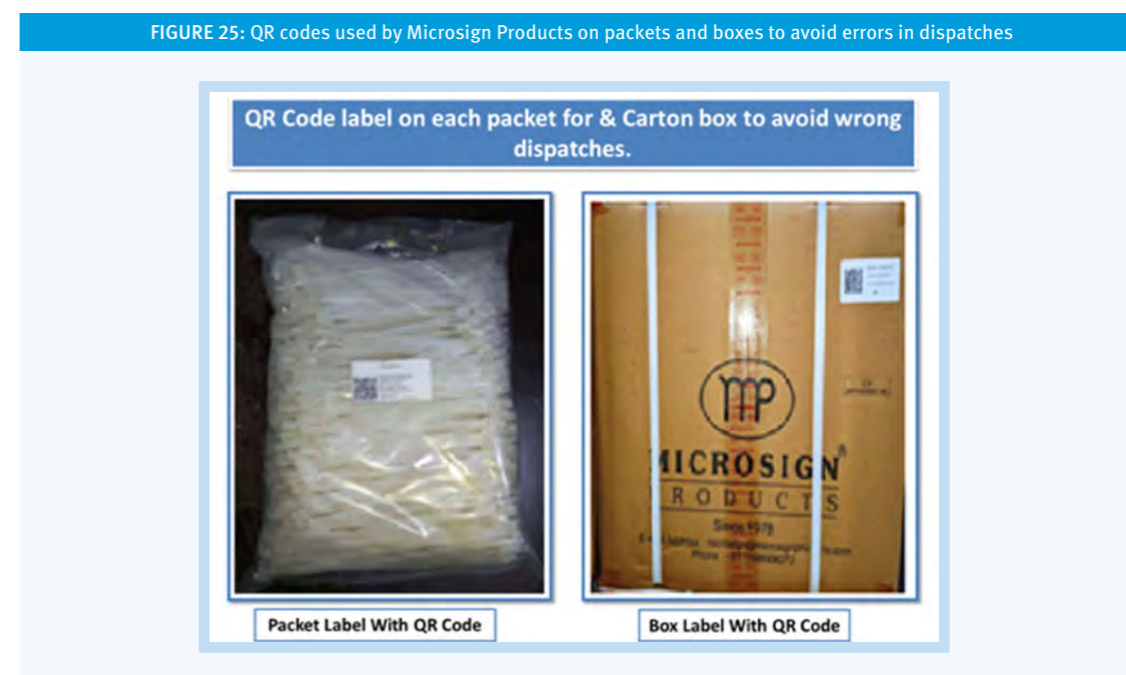 FIGURE 25: QR codes used by Microsign Products on packets and boxes to avoid errors in dispatches
QR Code label on each packet for & Carton box to avoid wrong
dispatches.
mp
MICROSIGN®
PRODUCTS
Since 1978
Phone
Packet Label With QR Code
Box Label With QR Code